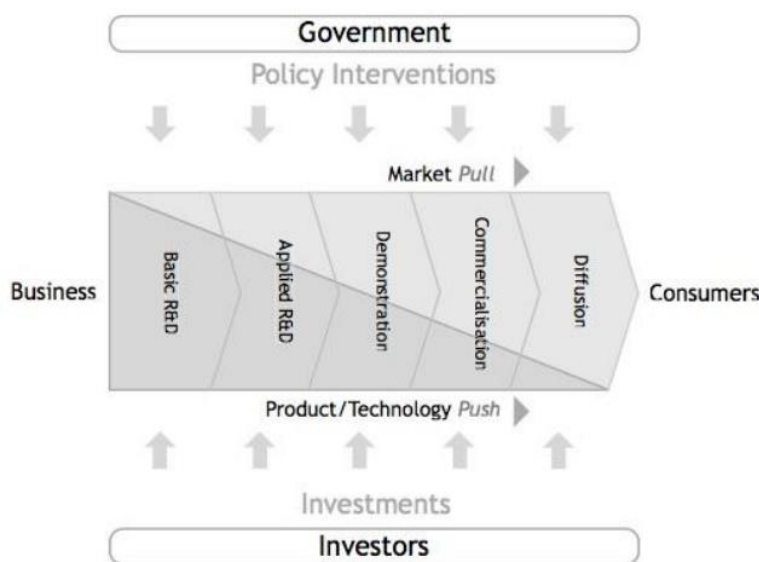 Government
Policy Interventions
Market Pull
Business
Basic R&D
Applied R&D
Demonstration
Commercialisation
Diffusion
Consumers
Product/Technology Push
Investments
Investors